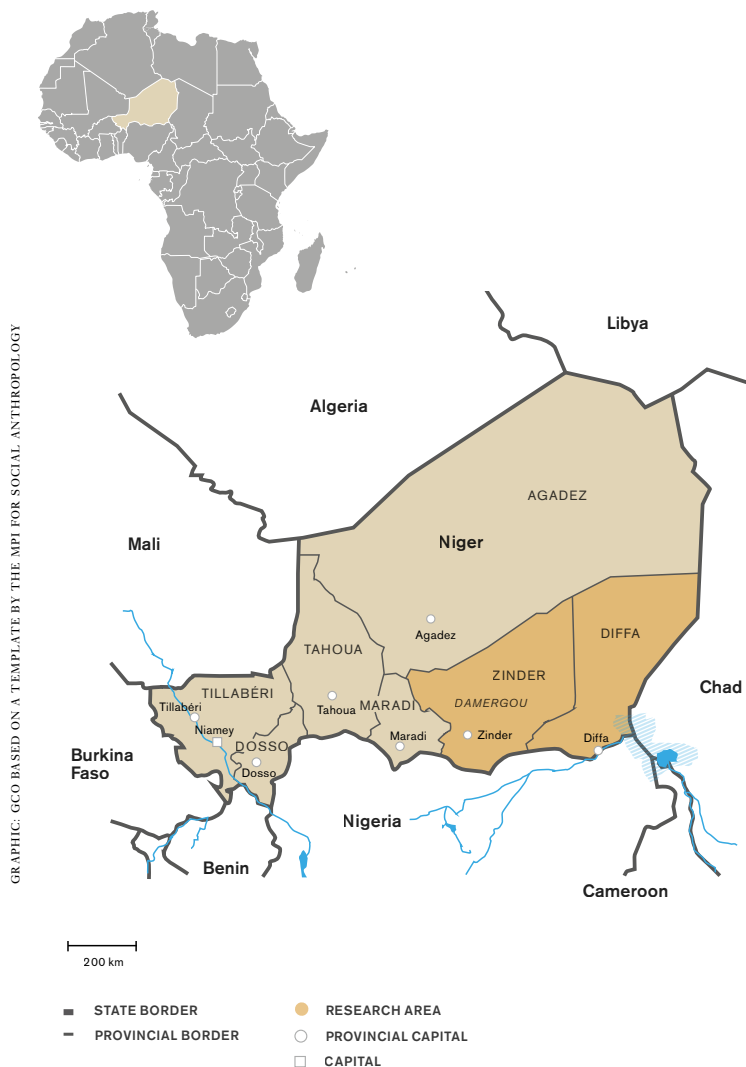 Libya
Algeria
AGADEZ
Mali
Niger
Agadez
DIFFA
TAHOUA
ZINDER
Chad
TILLABÉRI
DAMERGOU
Tillabéri
Tahoua
MARADI
Niamey
Maradi
Zinder
Diffa
DOSSO
Dosso
Burkina
Faso
Nigeria
Benin
Cameroon
200 km
STATE BORDER
PROVINCIAL BORDER
RESEARCH AREA
PROVINCIAL CAPITAL
CAPITAL
GRAPHIC: GCO BASED ON A TEMPLATE BY THE MPI FOR SOCIAL ANTHROPOLOGY